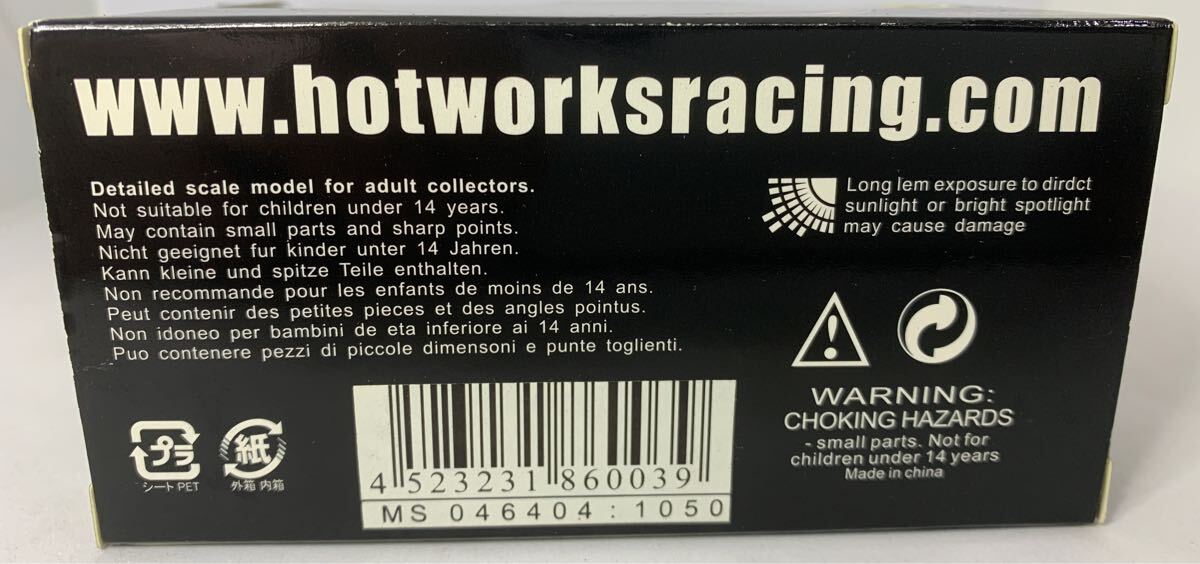 www.hotworksracing.com
Detailed scale model for adult collectors.
Not suitable for children under 14 years.
May contain small parts and sharp points.
Nicht geeignet fur kinder unter 14 Jahren.
Kann kleine und spitze Teile enthalten.
Non recommande pour les enfants de moins de 14 ans.
Peut contenir des petites pieces et des angles pointus.
Non idoneo per bambini de eta inferiore ai 14 anni.
Puo contenere pezzi di piccole dimensoni e punte toglienti.
Long lem exposure to dirdct
sunlight or bright spotlight
may cause damage
WARNING:
CHOKING HAZARDS
- small parts. Not for
children under 14 years
Made in china
プラ
シート PET
紙
外箱 内箱
4 523231 860039
MS 046404 : 1050